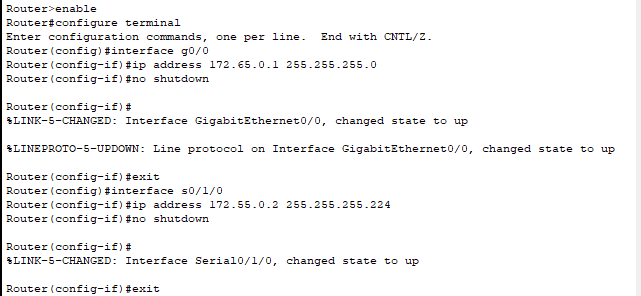 Router>enable
Router#configure terminal
Enter configuration commands, one per line.  End with CNTL/Z.
Router(config)#interface g0/0
Router(config-if)#ip address 172.65.0.1 255.255.255.0
Router(config-if)#no shutdown
Router(config-if)#
%LINK-5-CHANGED: Interface GigabitEthernet0/0, changed state to up
%LINEPROTO-5-UPDOWN: Line protocol on Interface GigabitEthernet0/0, changed state to up
Router(config-if)#exit
Router(config)#interface s0/1/0
Router(config-if)#ip address 172.55.0.2 255.255.255.224
Router(config-if)#no shutdown
Router(config-if)#
%LINK-5-CHANGED: Interface Serial0/1/0, changed state to up
Router(config-if)#exit